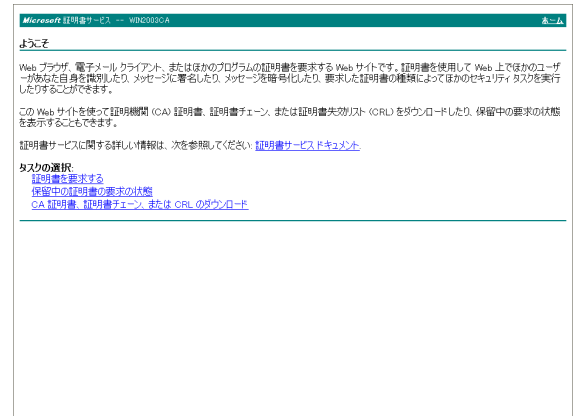 Microsoft 証明書サービス -- WIN2003CA
ホーム
ようこそ
Web ブラウザ、電子メール クライアント、またはほかのプログラムの証明書を要求する Web サイトです。証明書を使用して Web 上でほかのユーザ
ーがあなた自身を識別したり、メッセージに署名したり、メッセージを暗号化したり、要求した証明書の種類によってほかのセキュリティ タスクを実行
したりすることができます。
この Web サイトを使って証明機関 (CA) 証明書、証明書チェーン、または証明書失効リスト (CRL) をダウンロードしたり、保留中の要求の状態
を表示することもできます。
証明書サービスに関する詳しい情報は、次を参照してください: 証明書サービス ドキュメント.
タスクの選択:
証明書を要求する
保留中の証明書の要求の状態
CA 証明書、証明書チェーン、または CRL のダウンロード